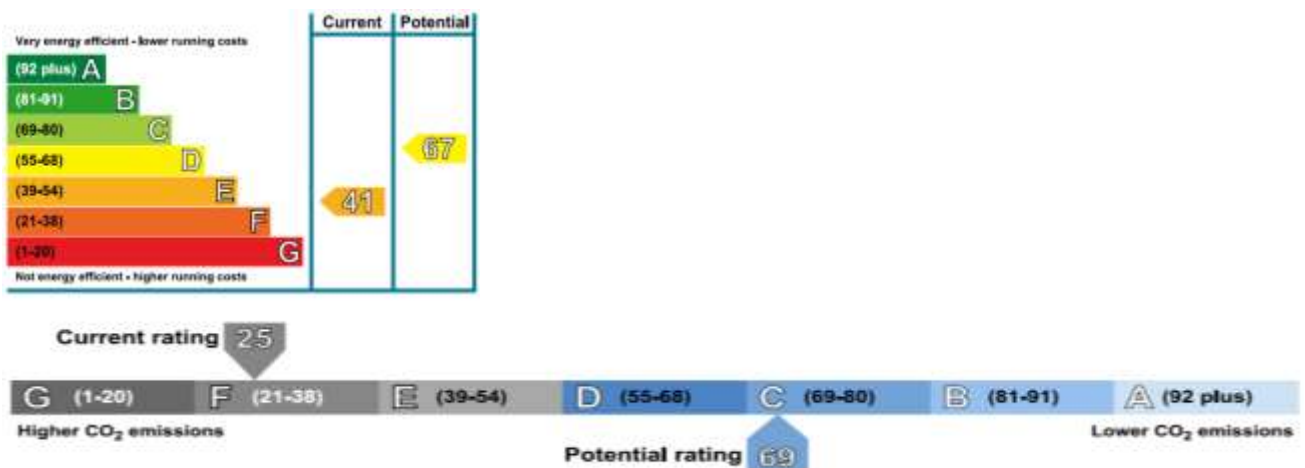 Current Potential
Very energy efficient - lower running costs
(92 plus) A
(81-91) B
(69-80) C
(55-68) D
67
(39-54) E
41
(21-38) F
(1-20) G
Not energy efficient - higher running costs
Current rating 25
G (1-20) F (21-38) E (39-54) D (55-68) C (69-80) B (81-91) A (92 plus)
Higher CO₂ emissions Lower CO₂ emissions
Potential rating 69